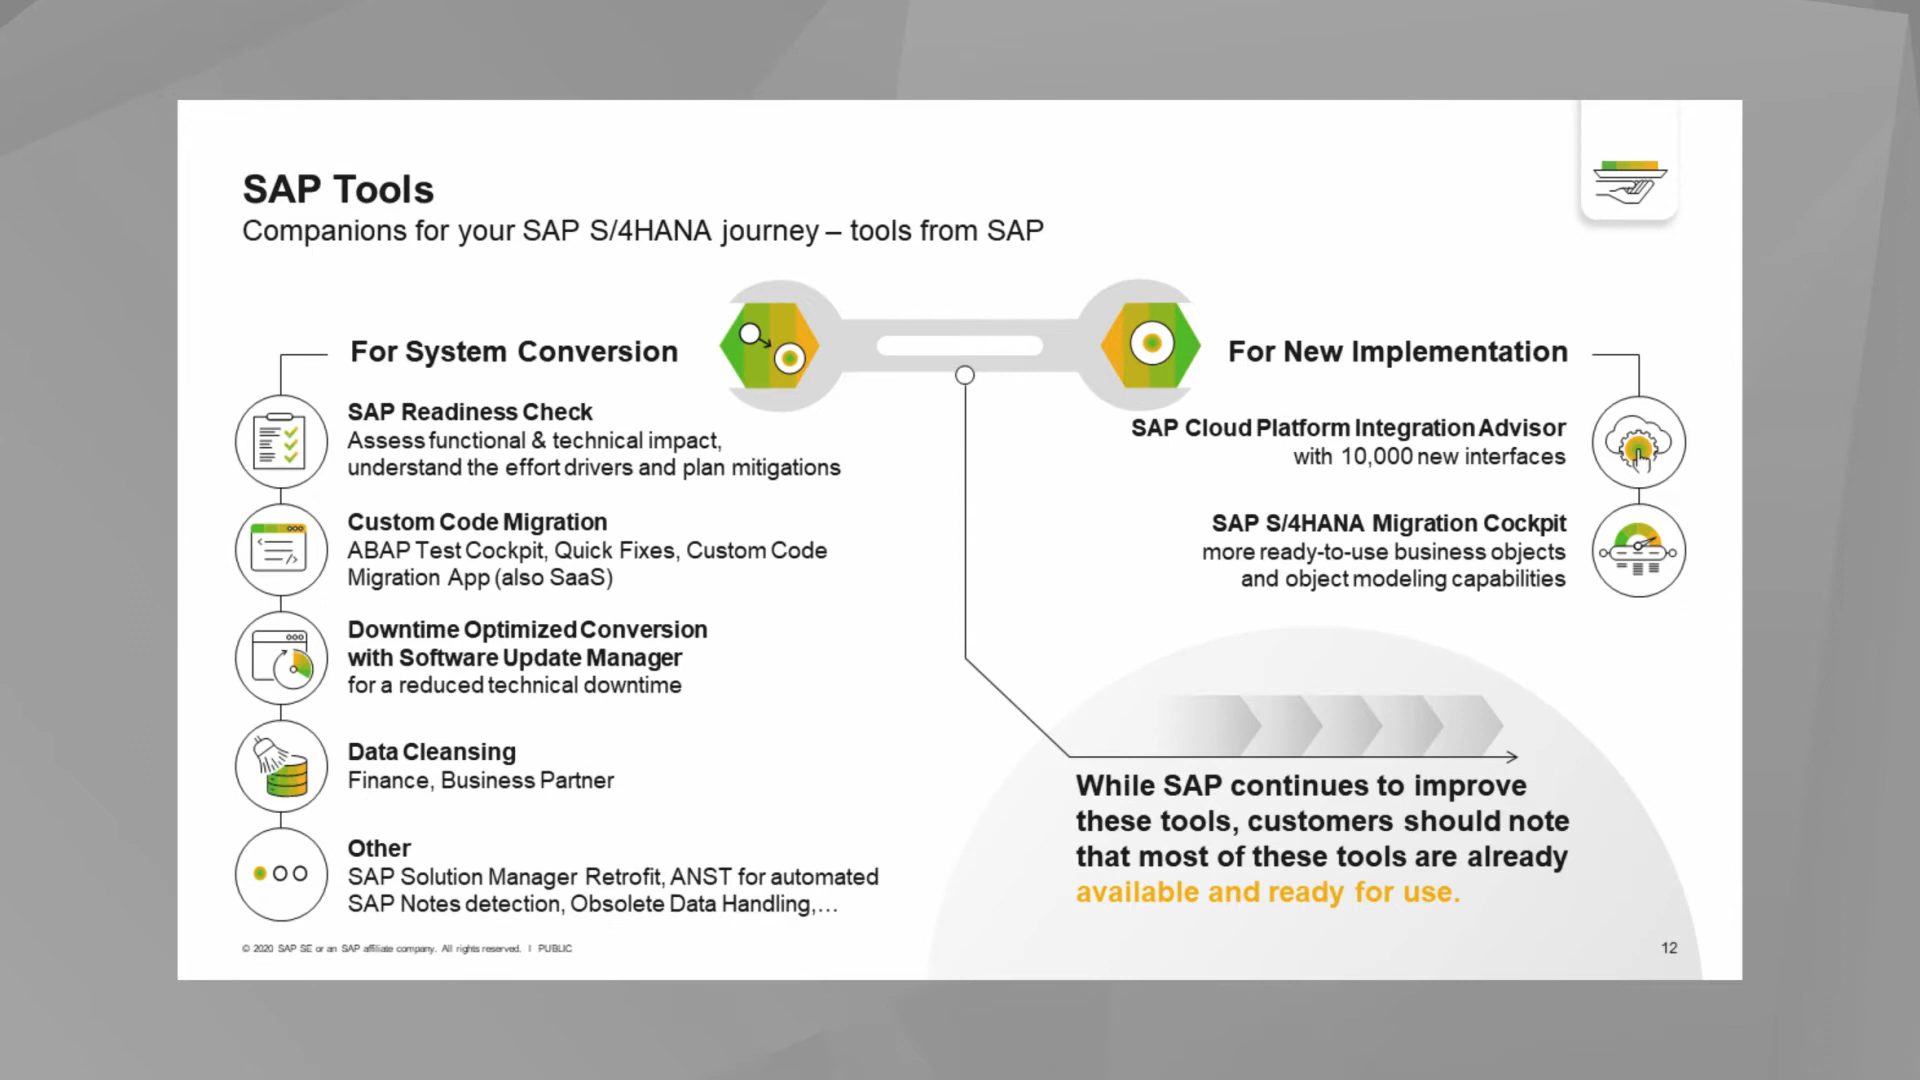 SAP Tools
Companions for your SAP S/4HANA journey – tools from SAP
For System Conversion
SAP Readiness Check
Assess functional & technical impact,
understand the effort drivers and plan mitigations
Custom Code Migration
ABAP Test Cockpit, Quick Fixes, Custom Code
Migration App (also SaaS)
Downtime Optimized Conversion
with Software Update Manager
for a reduced technical downtime
Data Cleansing
Finance, Business Partner
Other
SAP Solution Manager Retrofit, ANST for automated
SAP Notes detection, Obsolete Data Handling,…
For New Implementation
SAP Cloud Platform Integration Advisor
with 10,000 new interfaces
SAP S/4HANA Migration Cockpit
more ready-to-use business objects
and object modeling capabilities
While SAP continues to improve
these tools, customers should note
that most of these tools are already
available and ready for use.
© 2020 SAP SE or an SAP affiliate company. All rights reserved. I PUBLIC
12